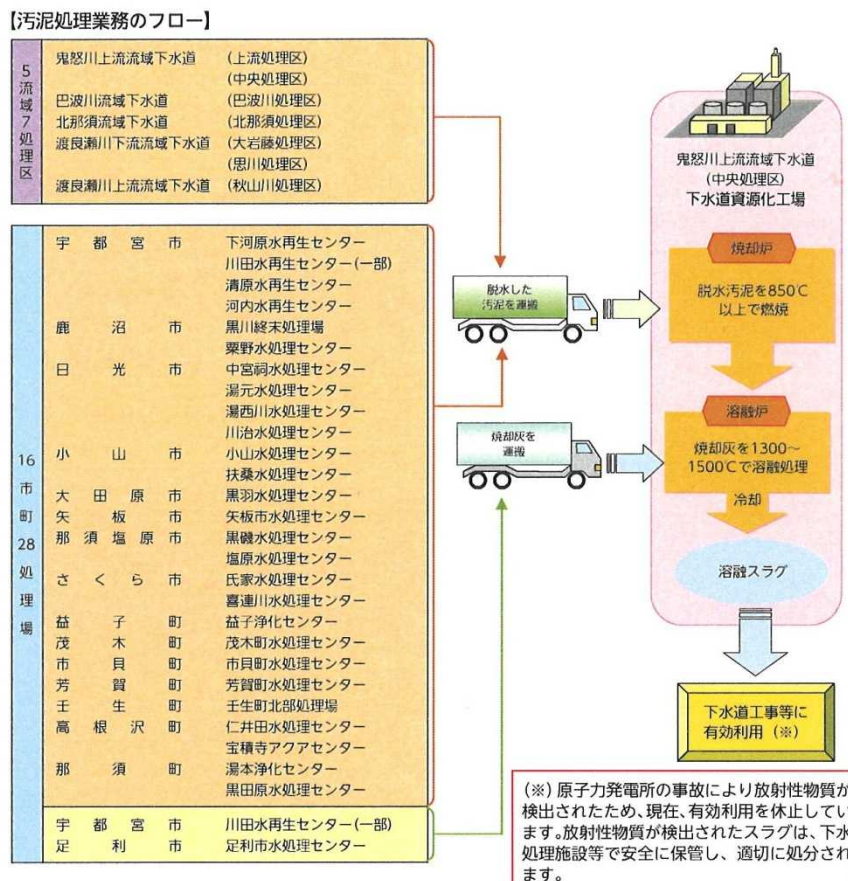 【汚泥処理業務のフロー】
5流域7処理区
鬼怒川上流流域下水道 (上流処理区)
(中央処理区)
巴波川流域下水道 (巴波川処理区)
北那須流域下水道 (北那須処理区)
渡良瀬川下流流域下水道 (大岩藤処理区)
(思川処理区)
渡良瀬川上流流域下水道 (秋山川処理区)
16市町28処理場
宇都宮市 下河原水再生センター
川田水再生センター(一部)
清原水再生センター
河内水再生センター
鹿沼市 黒川終末処理場
粟野水処理センター
日光市 中宮祠水処理センター
湯元水処理センター
湯西川水処理センター
川治水処理センター
小山市 小山水処理センター
扶桑水処理センター
大田原市 黒羽水処理センター
矢板市 矢板市水処理センター
那須塩原市 黒磯水処理センター
塩原水処理センター
さくら市 氏家水処理センター
喜連川水処理センター
益子町 益子浄化センター
茂木町 茂木町水処理センター
市貝町 市貝町水処理センター
芳賀町 芳賀町水処理センター
壬生町 壬生町北部処理場
高根沢町 仁井田水処理センター
宝積寺アクアセンター
那須町 湯本浄化センター
黒田原水処理センター
宇都宮市 川田水再生センター(一部)
足利市 足利市水処理センター
脱水した
汚泥を運搬
焼却灰を
運搬
鬼怒川上流流域下水道
(中央処理区)
下水道資源化工場
焼却炉
脱水汚泥を850℃
以上で燃焼
溶融炉
焼却灰を1300~
1500℃で溶融処理
冷却
溶融スラグ
下水道工事等に
有効利用 (※)
(※) 原子力発電所の事故により放射性物質が
検出されたため、現在、有効利用を休止してい
ます。放射性物質が検出されたスラグは、下水
処理施設等で安全に保管し、適切に処分され
ます。